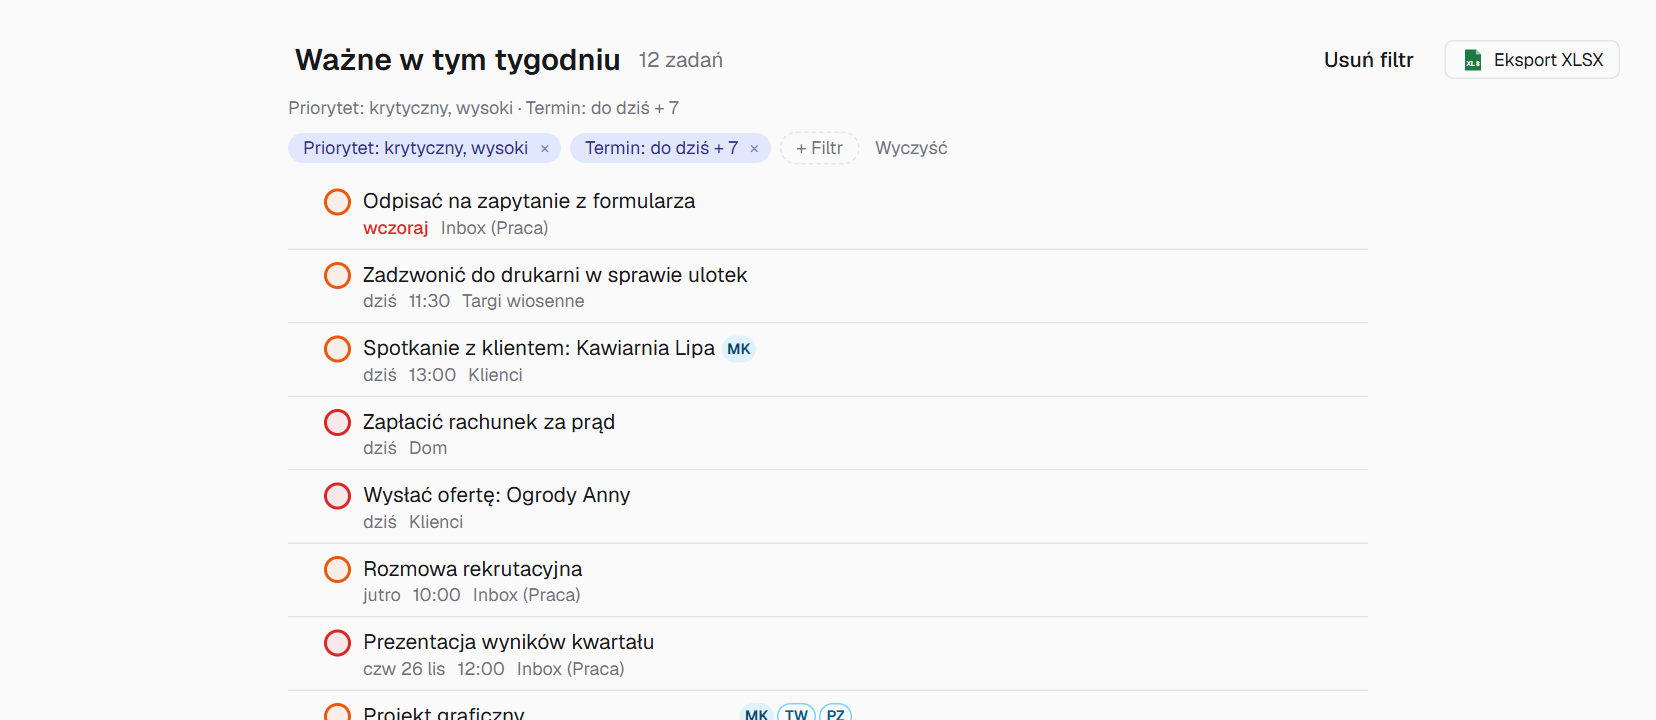 Ważne w tym tygodniu 12 zadań Usuń filtr Eksport XLSX
Priorytet: krytyczny, wysoki · Termin: do dziś + 7
Priorytet: krytyczny, wysoki × Termin: do dziś + 7 × + Filtr Wyczyść
Odpisać na zapytanie z formularza
wczoraj Inbox (Praca)
Zadzwonić do drukarni w sprawie ulotek
dziś 11:30 Targi wiosenne
Spotkanie z klientem: Kawiarnia Lipa MK
dziś 13:00 Klienci
Zapłacić rachunek za prąd
dziś Dom
Wysłać ofertę: Ogrody Anny
dziś Klienci
Rozmowa rekrutacyjna
jutro 10:00 Inbox (Praca)
Prezentacja wyników kwartału
czw 26 lis 12:00 Inbox (Praca)
Projekt graficzny MK TW PZ